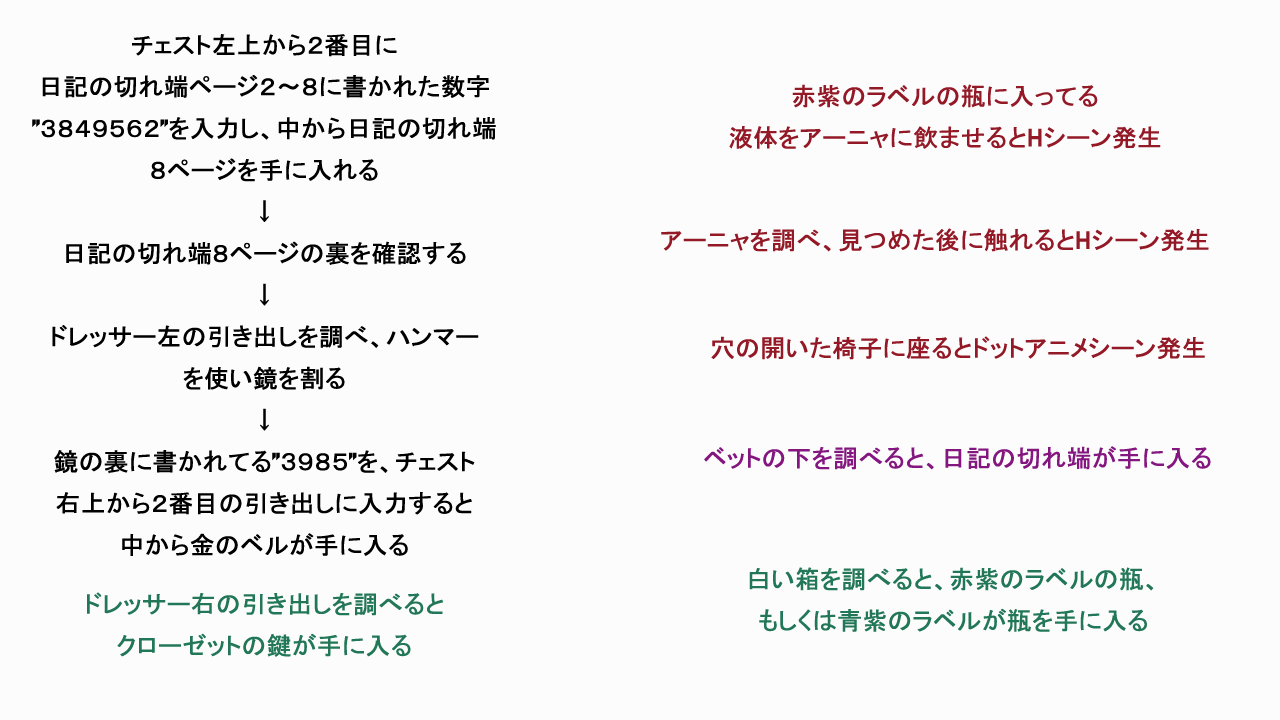 チェスト左上から２番目に
日記の切れ端ページ２～８に書かれた数字
”３８４９５６２”を入力し、中から日記の切れ端
８ページを手に入れる
↓
日記の切れ端８ページの裏を確認する
↓
ドレッサー左の引き出しを調べ、ハンマー
を使い鏡を割る
↓
鏡の裏に書かれてる”３９８５”を、チェスト
右上から２番目の引き出しに入力すると
中から金のベルが手に入る
ドレッサー右の引き出しを調べると
クローゼットの鍵が手に入る
赤紫のラベルの瓶に入ってる
液体をアーニャに飲ませるとHシーン発生
アーニャを調べ、見つめた後に触れるとHシーン発生
穴の開いた椅子に座るとドットアニメシーン発生
ベットの下を調べると、日記の切れ端が手に入る
白い箱を調べると、赤紫のラベルの瓶、
もしくは青紫のラベルが瓶を手に入る